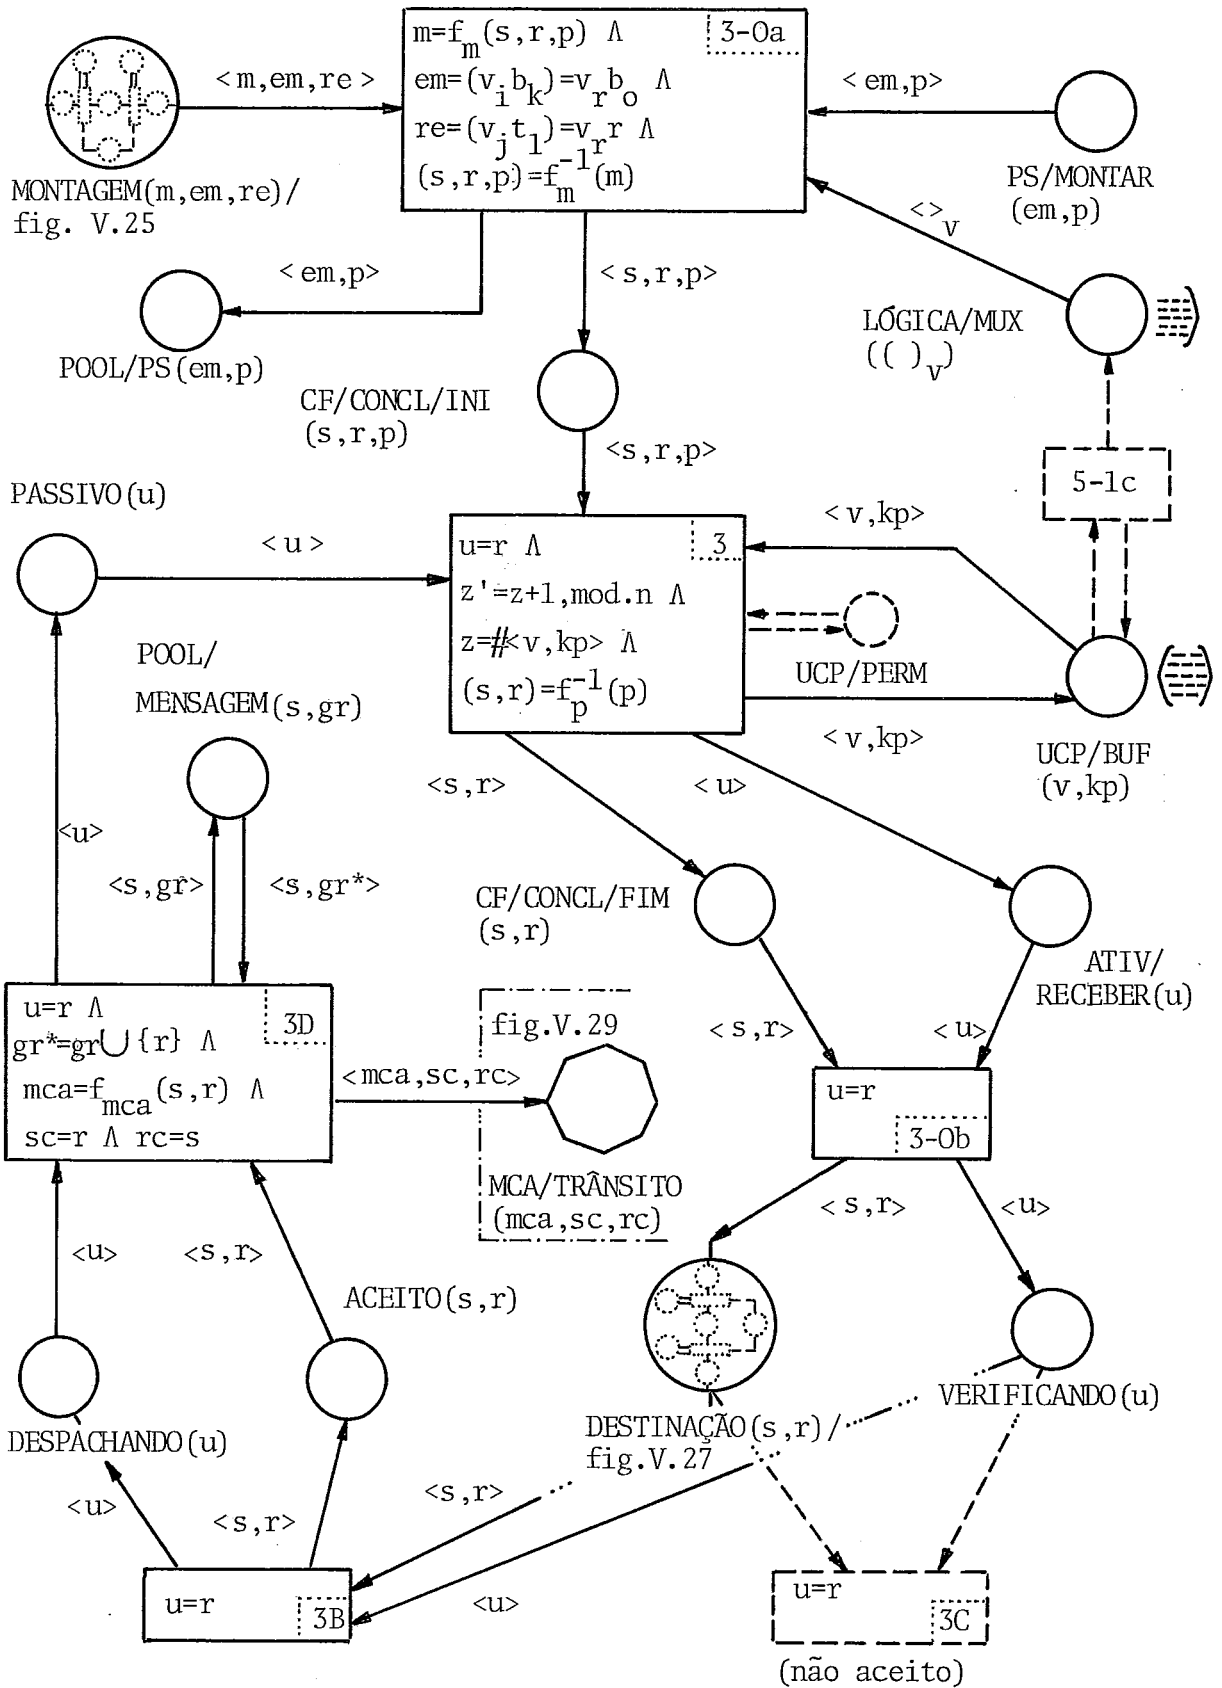 m=f_m(s,r,p) Λ
3-0a
em=(v_i b_k)=v_r b_o Λ
re=(v_j t_l)=v_r r Λ
(s,r,p)=f_m^-1(m)
<m,em,re>
<em,p>
MONTAGEM(m,em,re)/
fig. V.25
PS/MONTAR
(em,p)
<>_v
<em,p>
<s,r,p>
LÓGICA/MUX
(( )_v)
POOL/PS(em,p)
CF/CONCL/INI
(s,r,p)
<s,r,p>
5-1c
PASSIVO(u)
<u>
<v,kp>
u=r Λ
3
z'=z+1,mod.n Λ
z=#<v,kp> Λ
(s,r)=f_p^-1(p)
UCP/PERM
POOL/
MENSAGEM(s,gr)
<v,kp>
UCP/BUF
(v,kp)
<s,r>
<u>
<u>
<s,gr>
<s,gr*>
CF/CONCL/FIM
(s,r)
ATIV/
RECEBER(u)
u=r Λ
3D
gr*=gr∪{r} Λ
mca=f_mca(s,r) Λ
sc=r Λ rc=s
fig.V.29
<mca,sc,rc>
MCA/TRÂNSITO
(mca,sc,rc)
<s,r>
<u>
u=r
3-0b
<s,r>
<u>
<u>
<s,r>
ACEITO(s,r)
VERIFICANDO(u)
DESPACHANDO(u)
DESTINAÇÃO(s,r)/
fig.V.27
<s,r>
<u>
<s,r>
<u>
u=r
3B
u=r
3C
(não aceito)